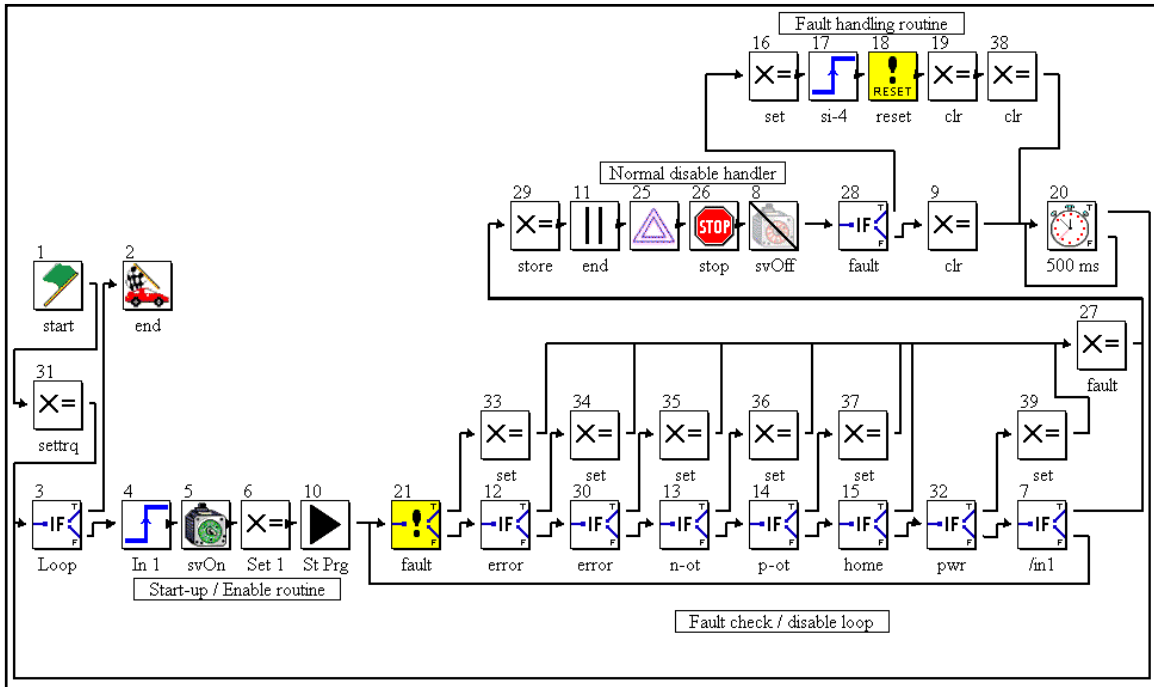 Fault handling routine
16 17 18 19 38
X= X= X=
RESET
set si-4 reset clr clr
Normal disable handler
29 11 25 26 8 28 9 20
X= STOP IF T F X= T F
store end stop svOff fault clr 500 ms
1 2
start end
27
X=
fault
31
X=
settrq
33 34 35 36 37 39
X= X= X= X= X= X=
set set set set set set
3 4 5 6 10 21 12 30 13 14 15 32 7
IF T F X= T F IF T F IF T F IF T F IF T F IF T F IF T F IF T F
Loop In 1 svOn Set 1 St Prg fault error error n-ot p-ot home pwr /in1
Start-up / Enable routine
Fault check / disable loop